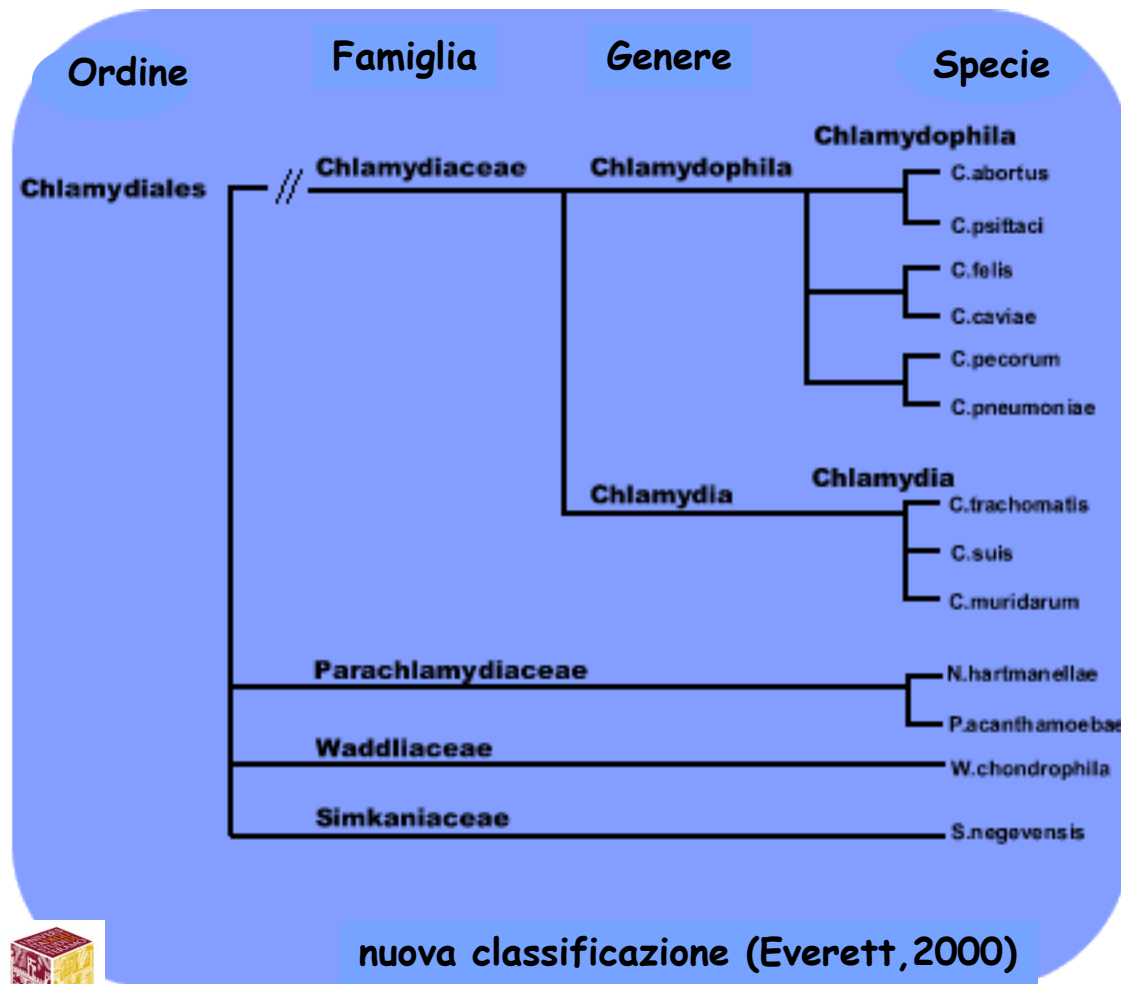 Ordine Famiglia Genere Specie
Chlamydophila
Chlamydiales // Chlamydiaceae Chlamydophila C.abortus
C.psittaci
C.felis
C.caviae
C.pecorum
C.pneumoniae
Chlamydia Chlamydia
C.trachomatis
C.suis
C.muridarum
Parachlamydiaceae N.hartmanellae
P.acanthamoebae
Waddliaceae W.chondrophila
Simkaniaceae S.negevensis
nuova classificazione (Everett,2000)